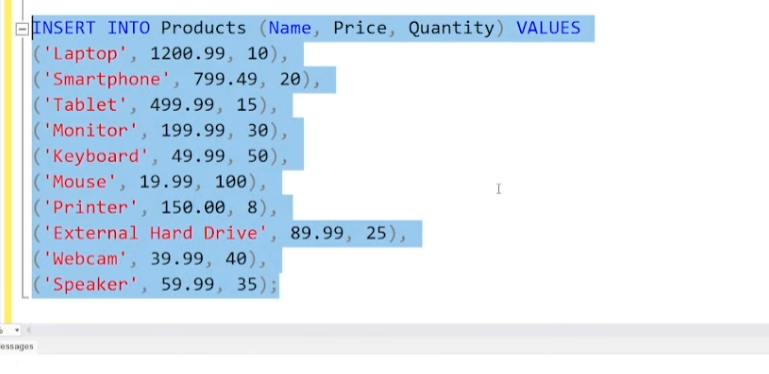 INSERT INTO Products (Name, Price, Quantity) VALUES
('Laptop', 1200.99, 10),
('Smartphone', 799.49, 20),
('Tablet', 499.99, 15),
('Monitor', 199.99, 30),
('Keyboard', 49.99, 50),
('Mouse', 19.99, 100),
('Printer', 150.00, 8),
('External Hard Drive', 89.99, 25),
('Webcam', 39.99, 40),
('Speaker', 59.99, 35);
%
essages